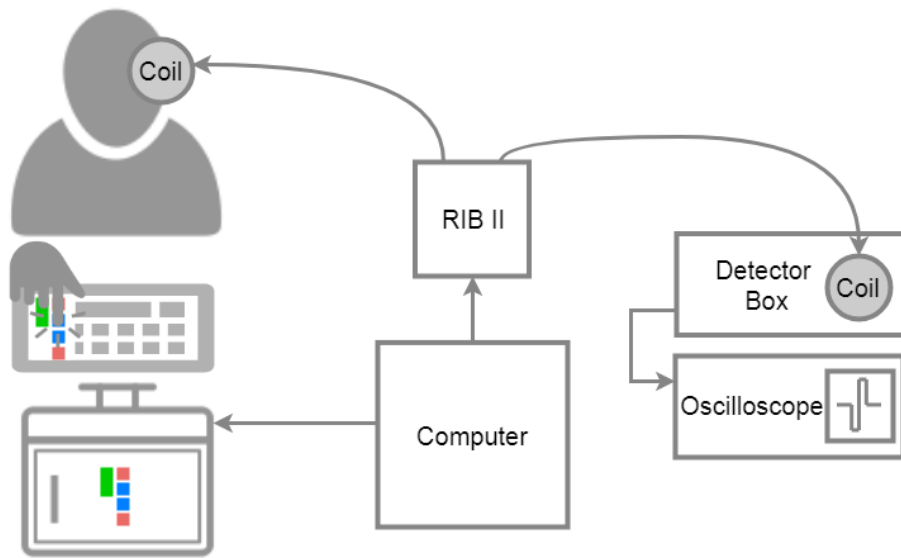 Coil
RIB II
Detector
Box
Coil
Computer
Oscilloscope